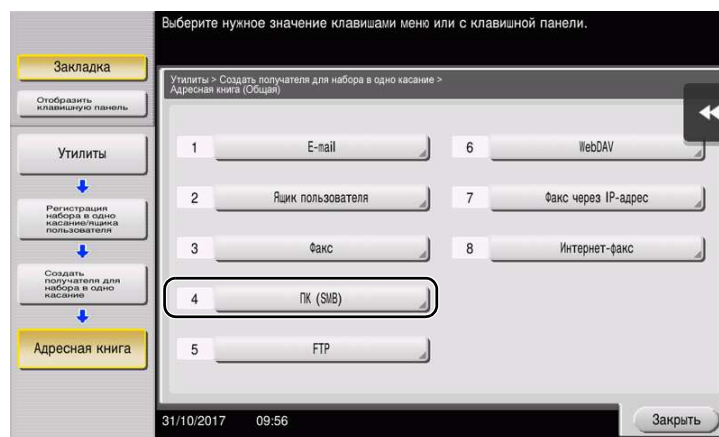 Выберите нужное значение клавишами меню или с клавишной панели.
Закладка
Отобразить
клавишную панель
Утилиты
Регистрация
набора в одно
касание/ящика
пользователя
Создать
получателя для
набора в одно
касание
Адресная книга
Утилиты > Создать получателя для набора в одно касание >
Адресная книга (Общая)
1 E-mail
2 Ящик пользователя
3 Факс
4 ПК (SMB)
5 FTP
6 WebDAV
7 Факс через IP-адрес
8 Интернет-факс
31/10/2017 09:56
Закрыть